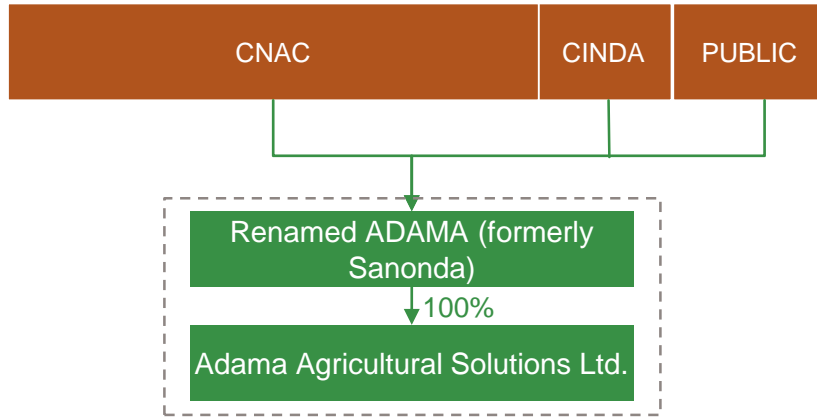 CNAC
CINDA
PUBLIC
Renamed ADAMA (formerly
Sanonda)
100%
Adama Agricultural Solutions Ltd.